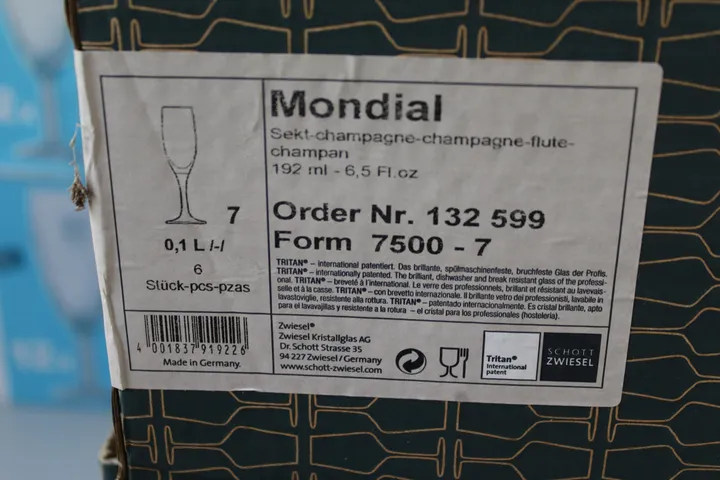 Mondial
Sekt-champagne-champagne-flute-
champan
192 ml - 6,5 Fl.oz
7
0,1 L /-/
6
Stück-pcs-pzas
Order Nr. 132 599
Form 7500 - 7
TRITAN® – international patentiert. Das brillante, spülmaschinenfeste, bruchfeste Glas der Profis.
TRITAN® – internationally patented. The brilliant, dishwasher and break resistant glass of the professi-
onal. TRITAN® – breveté à l'international. Le verre des professionnels, brillant et résistant au lavevais-
selle et à la casse. TRITAN® – con brevetto internazionale. Il brillante vetro dei professionisti, lavabile in
lavastoviglie, resistente alla rottura. TRITAN® – patentado internacionalmente. Es cristal brillante, apto
para el lavavajillas y resistente a la rotura – el cristal para los profesionales (hostelería).
4 001837 919226
Made in Germany.
Zwiesel®
Zwiesel Kristallglas AG
Dr. Schott Strasse 35
94 227 Zwiesel / Germany
www.schott-zwiesel.com
Tritan®
International
patent
SCHOTT
ZWIESEL